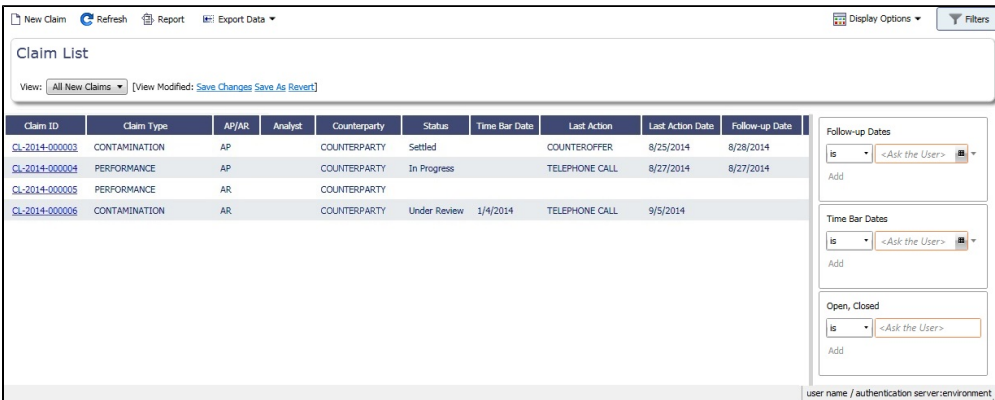 New Claim Refresh Report Export Data Display Options Filters
Claim List
View: All New Claims [View Modified: Save Changes Save As Revert]
Claim ID Claim Type AP/AR Analyst Counterparty Status Time Bar Date Last Action Last Action Date Follow-up Date
CL-2014-000003 CONTAMINATION AP COUNTERPARTY Settled COUNTEROFFER 8/25/2014 8/28/2014
CL-2014-000004 PERFORMANCE AP COUNTERPARTY In Progress TELEPHONE CALL 8/27/2014 8/27/2014
CL-2014-000005 PERFORMANCE AR COUNTERPARTY
CL-2014-000006 CONTAMINATION AR COUNTERPARTY Under Review 1/4/2014 TELEPHONE CALL 9/5/2014
Follow-up Dates
is <Ask the User>
Add
Time Bar Dates
is <Ask the User>
Add
Open, Closed
is <Ask the User>
Add
user name / authentication server:environment